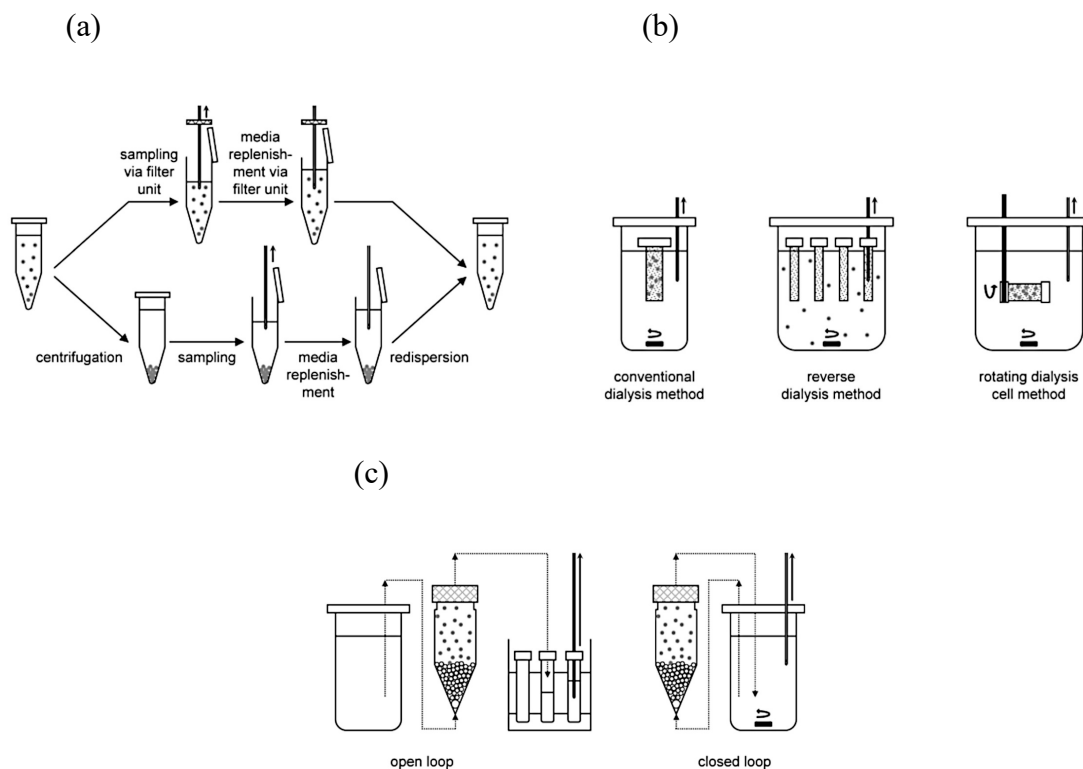 (a)
(b)
sampling
via filter
unit
media
replenish-
ment via
filter unit
centrifugation
sampling
media
replenish-
ment
redispersion
conventional
dialysis method
reverse
dialysis method
rotating dialysis
cell method
(c)
open loop
closed loop